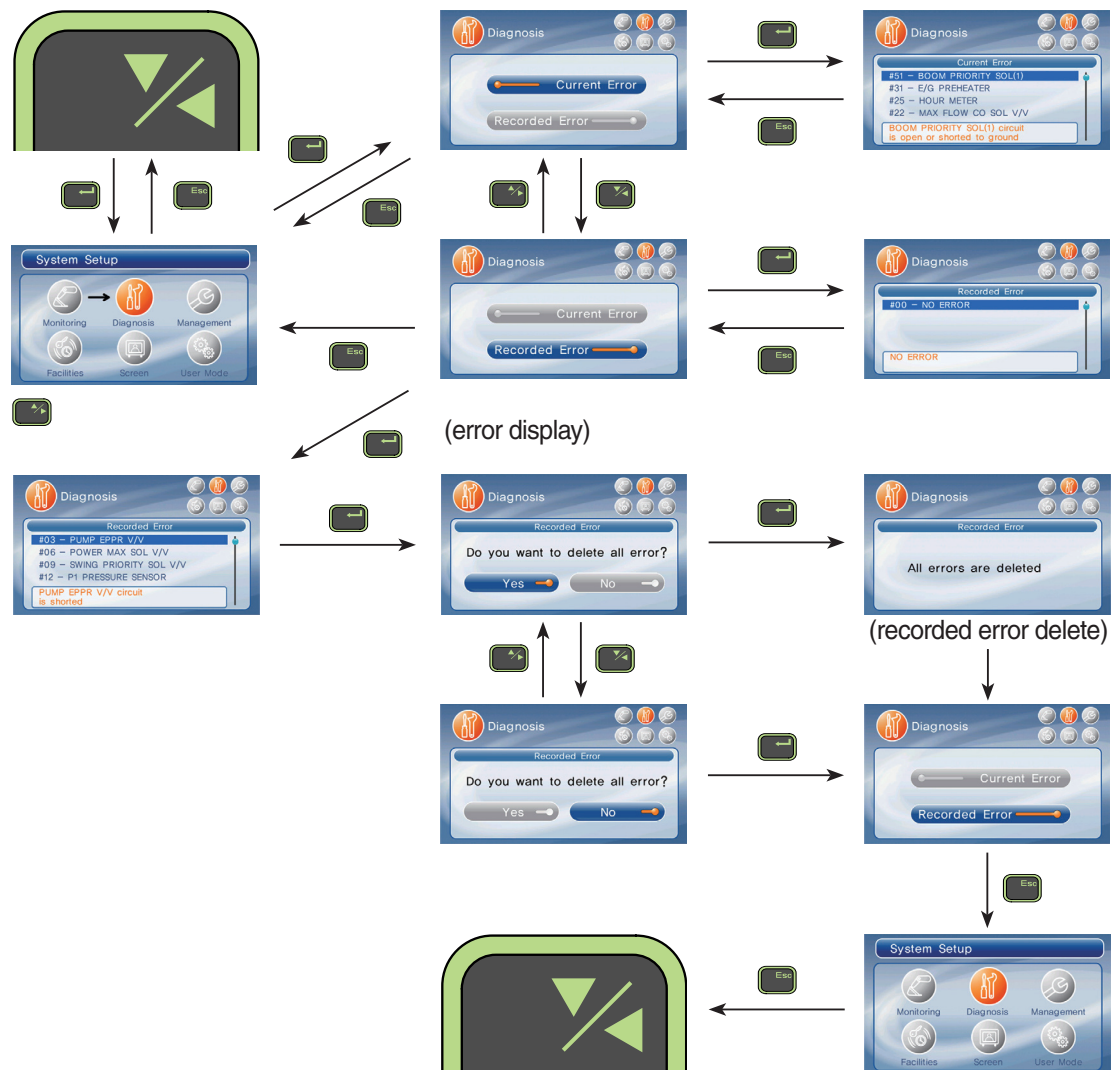 Diagnosis
Current Error
Recorded Error
Diagnosis
Current Error
#51 – BOOM PRIORITY SOL(1)
#31 – E/G PREHEATER
#25 – HOUR METER
#22 – MAX FLOW CO SOL V/V
BOOM PRIORITY SOL(1) circuit
is open or shorted to ground
Esc
Esc
Esc
System Setup
Monitoring
Diagnosis
Management
Facilities
Screen
User Mode
Diagnosis
Current Error
Recorded Error
Diagnosis
Recorded Error
#00 – NO ERROR
NO ERROR
Esc
Esc
(error display)
Diagnosis
Recorded Error
#03 – PUMP EPPR V/V
#06 – POWER MAX SOL V/V
#09 – SWING PRIORITY SOL V/V
#12 – P1 PRESSURE SENSOR
PUMP EPPR V/V circuit
is shorted
Diagnosis
Recorded Error
Do you want to delete all error?
Yes
No
Diagnosis
Recorded Error
All errors are deleted
(recorded error delete)
Diagnosis
Recorded Error
Do you want to delete all error?
Yes
No
Diagnosis
Current Error
Recorded Error
Esc
System Setup
Monitoring
Diagnosis
Management
Facilities
Screen
User Mode
Esc